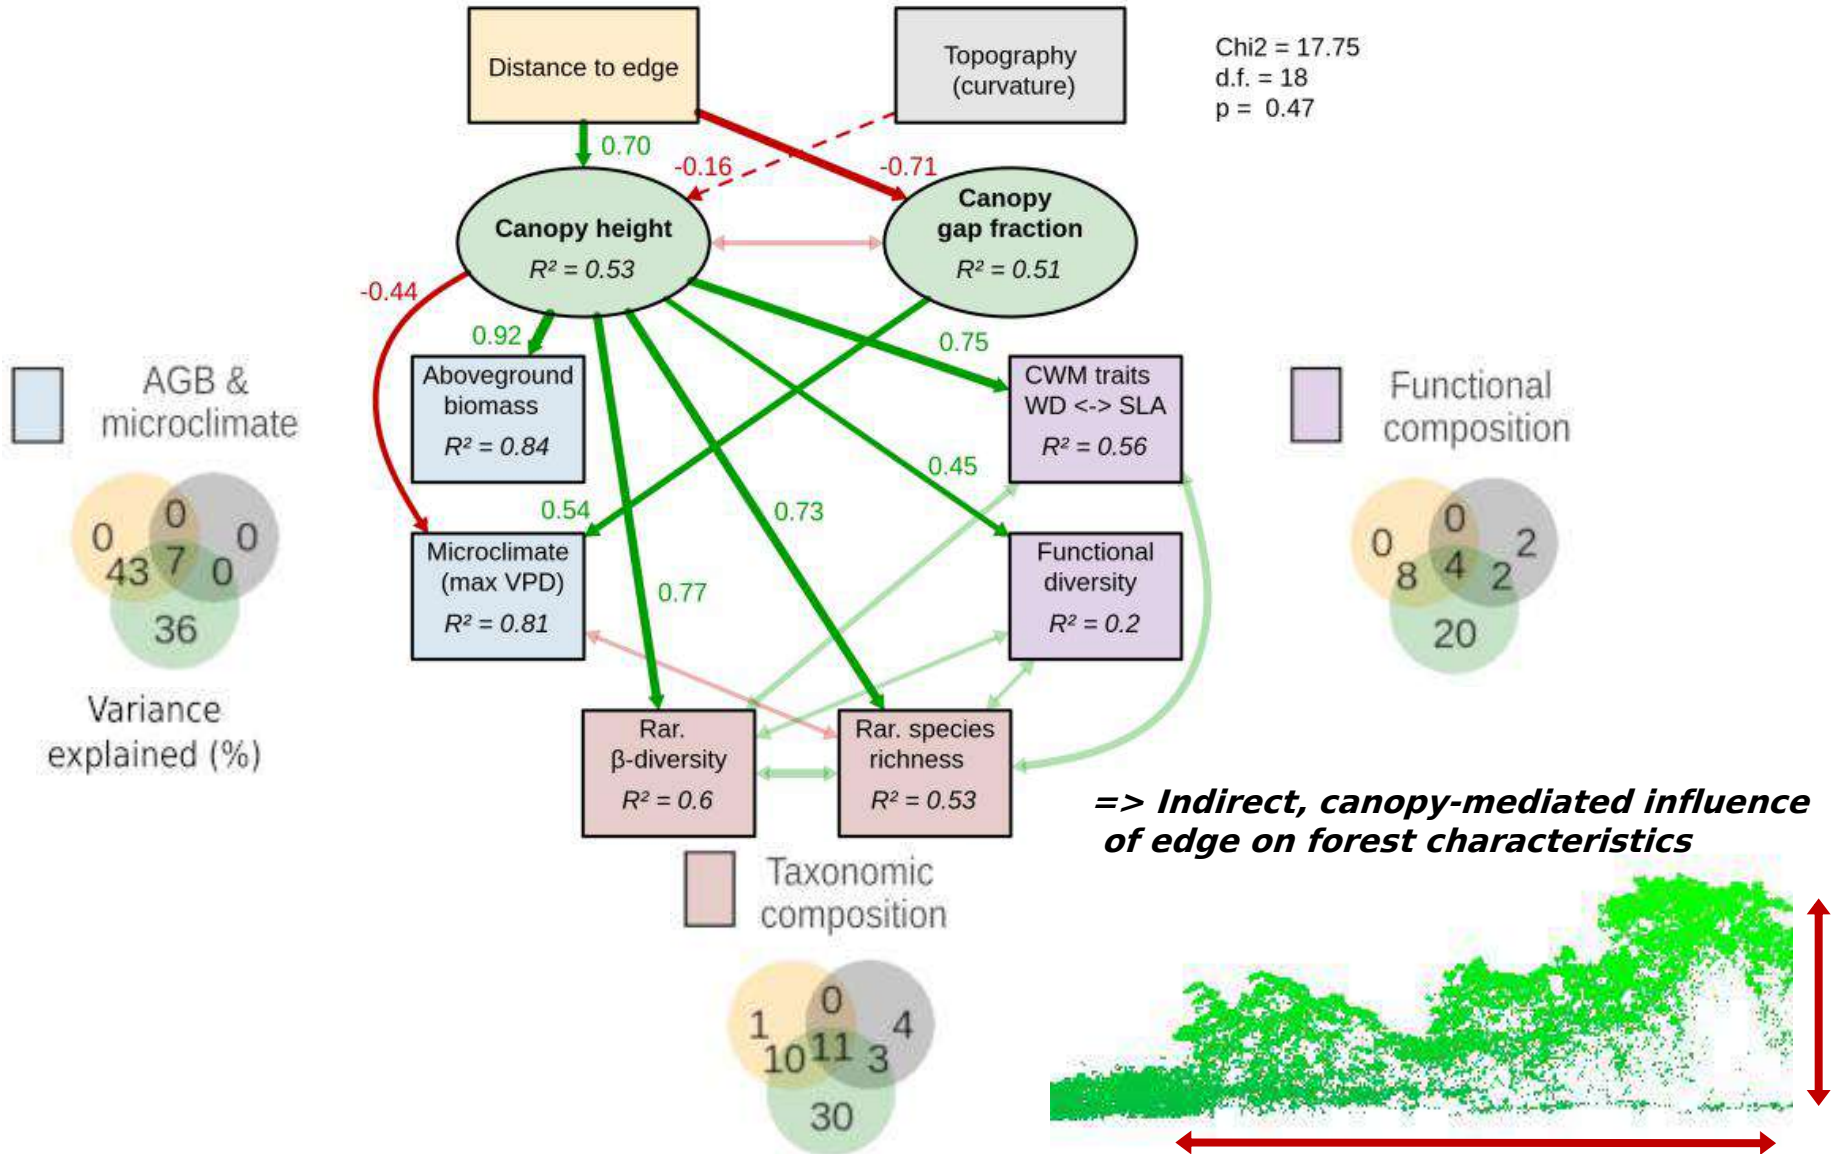 Distance to edge
Topography
(curvature)
Chi2 = 17.75
d.f. = 18
p = 0.47
0.70
-0.16
-0.71
Canopy height
R² = 0.53
Canopy
gap fraction
R² = 0.51
-0.44
0.92
0.75
Aboveground
biomass
R² = 0.84
CWM traits
WD <-> SLA
R² = 0.56
0.45
0.54
0.73
Microclimate
(max VPD)
R² = 0.81
Functional
diversity
R² = 0.2
0.77
Rar.
β-diversity
R² = 0.6
Rar. species
richness
R² = 0.53
AGB &
microclimate
0
0
0
43
7
0
36
Variance
explained (%)
Functional
composition
0
0
2
8
4
2
20
=> Indirect, canopy-mediated influence
of edge on forest characteristics
Taxonomic
composition
0
1
4
10
11
3
30